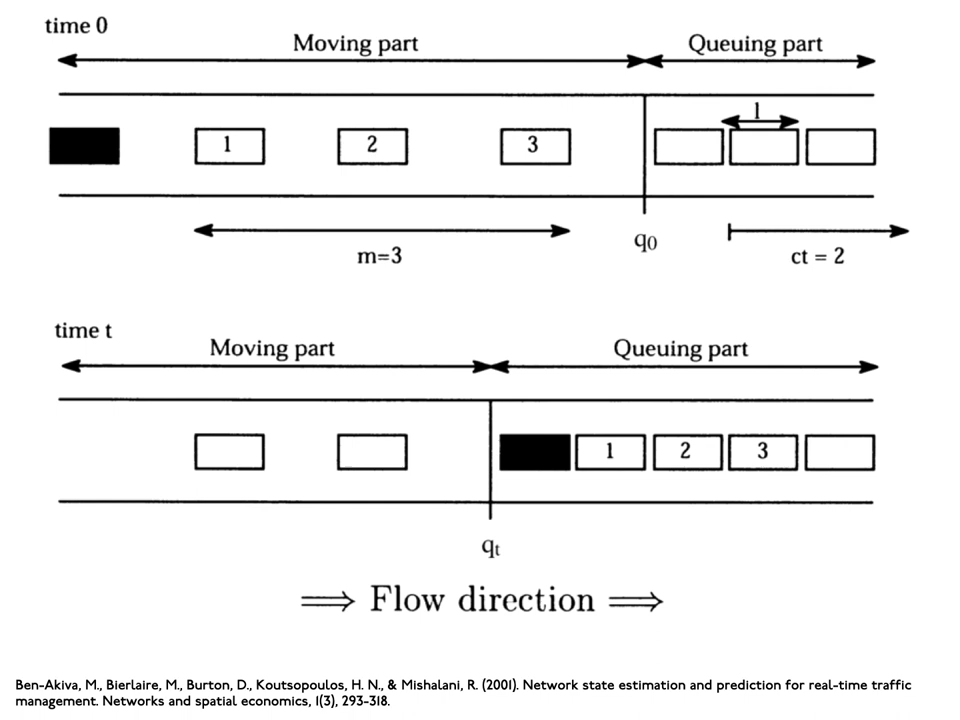 time 0
Moving part
Queuing part
l
1
2
3
q0
m=3
ct = 2
time t
Moving part
Queuing part
1
2
3
qt
⟹ Flow direction ⟹
Ben-Akiva, M., Bierlaire, M., Burton, D., Koutsopoulos, H. N., & Mishalani, R. (2001). Network state estimation and prediction for real-time traffic
management. Networks and spatial economics, 1(3), 293-318.